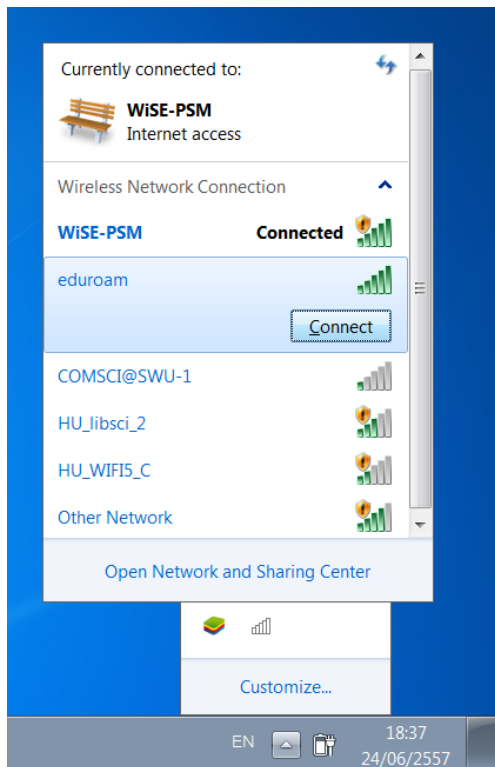 Currently connected to:
WiSE-PSM
Internet access
Wireless Network Connection
WiSE-PSM Connected
eduroam
Connect
COMSCI@SWU-1
HU_libsci_2
HU_WIFI5_C
Other Network
Open Network and Sharing Center
Customize...
EN
18:37
24/06/2557